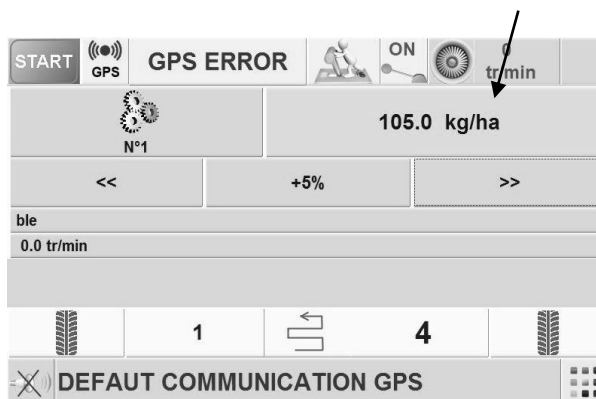 START GPS GPS ERROR ON 0 tr/min
N°1 105.0 kg/ha
<< +5% >>
ble
0.0 tr/min
1 4
DEFAUT COMMUNICATION GPS